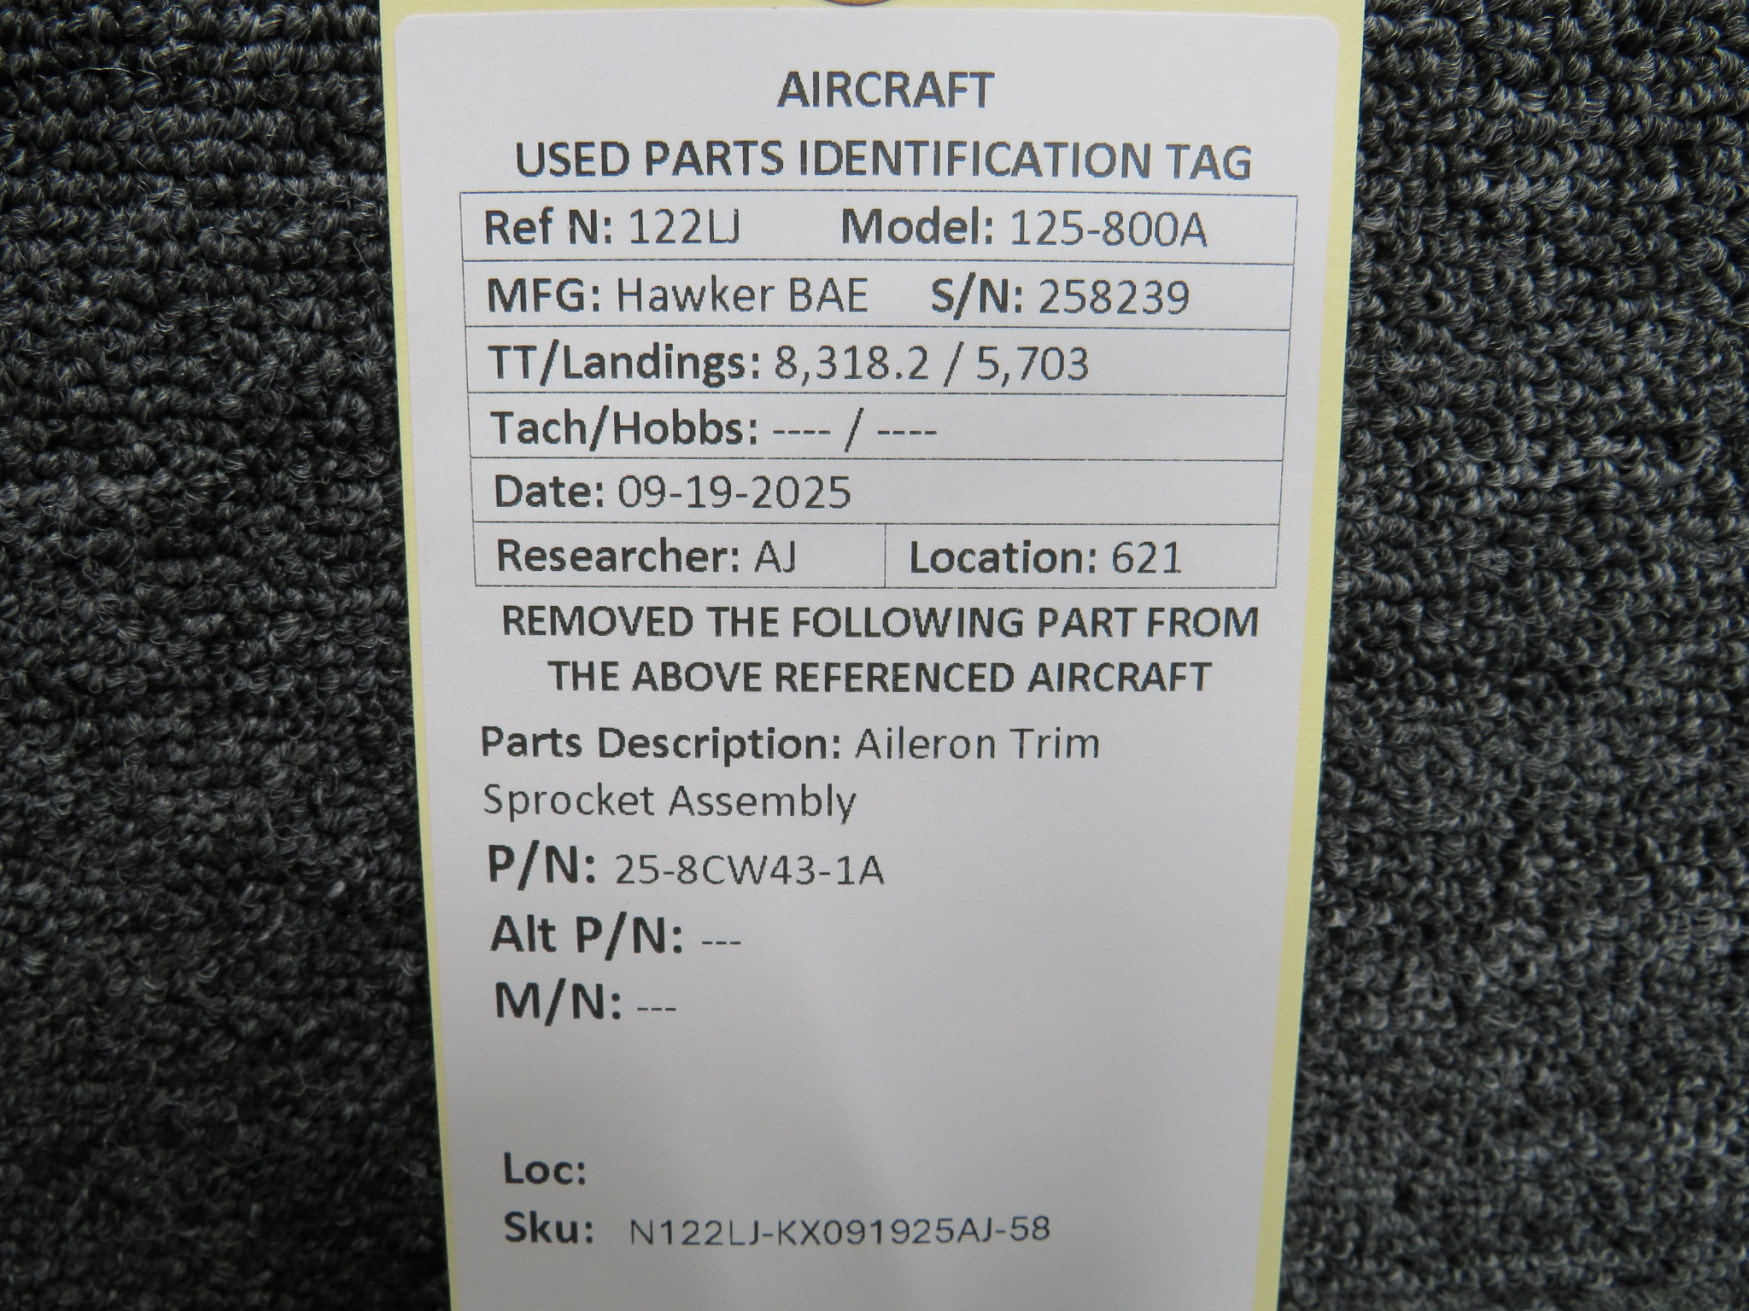 AIRCRAFT
USED PARTS IDENTIFICATION TAG
Ref N: 122LJ Model: 125-800A
MFG: Hawker BAE S/N: 258239
TT/Landings: 8,318.2 / 5,703
Tach/Hobbs: ---- / ----
Date: 09-19-2025
Researcher: AJ Location: 621
REMOVED THE FOLLOWING PART FROM
THE ABOVE REFERENCED AIRCRAFT
Parts Description: Aileron Trim
Sprocket Assembly
P/N: 25-8CW43-1A
Alt P/N: ---
M/N: ---
Loc:
Sku: N122LJ-KX091925AJ-58